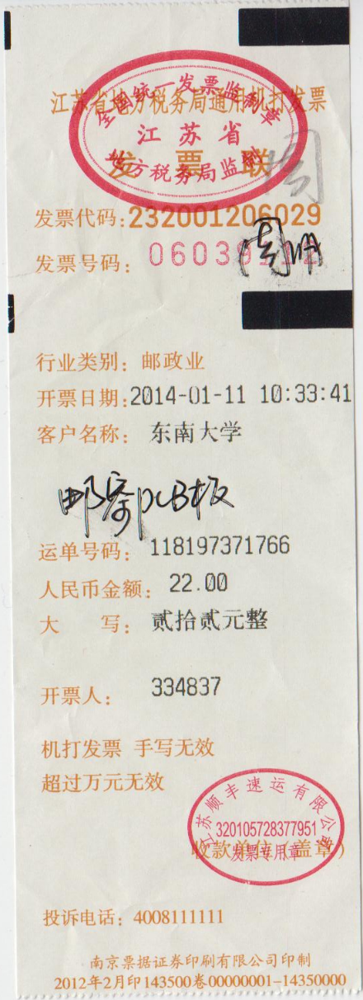 江苏省地方税务局通用机打发票
全国统一发票监制章
江苏省
发票联
地方税务局监制
发票代码:232001206029
发票号码:
行业类别:邮政业
开票日期:2014-01-11 10:33:41
客户名称:东南大学
邮寄PCB板
运单号码:118197371766
人民币金额:22.00
大 写:贰拾贰元整
开票人:334837
机打发票 手写无效
超过万元无效
江苏顺丰速运有限公司
320105728377951
收款单位(盖章)
发票专用章
投诉电话:4008111111
南京票据证券印刷有限公司印制
2012年2月印143500卷00000001-14350000